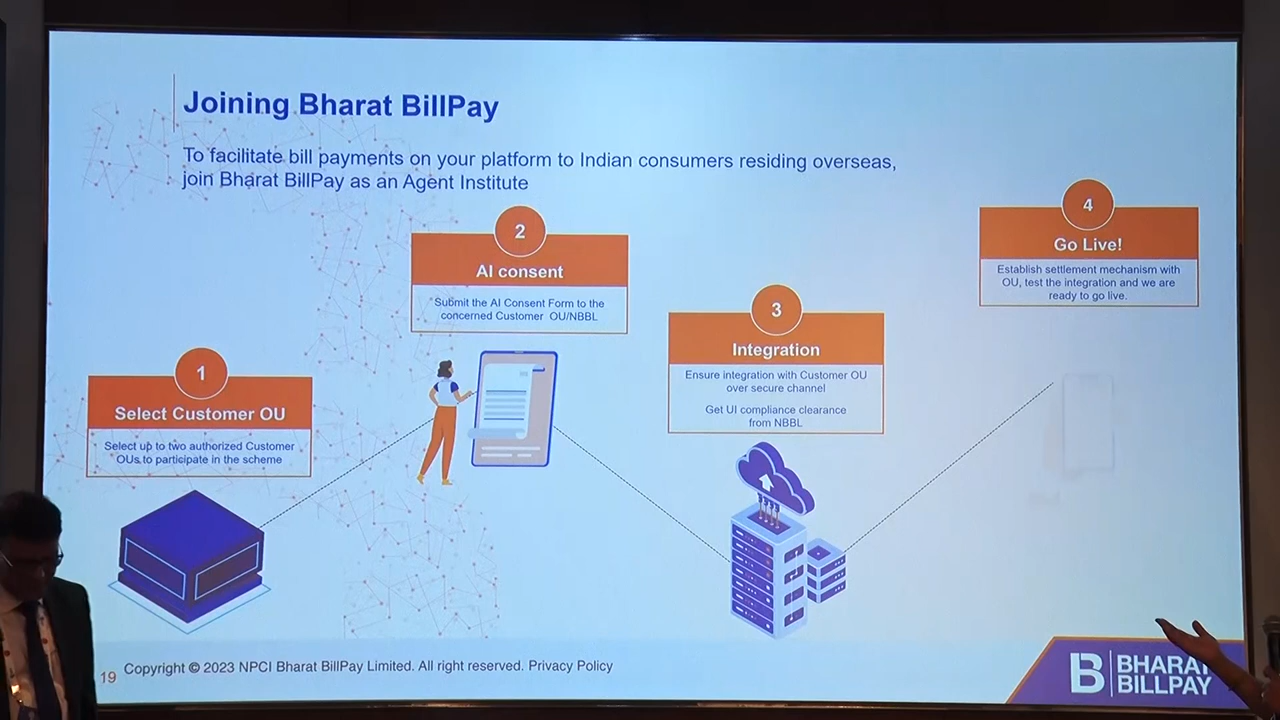 Joining Bharat BillPay
To facilitate bill payments on your platform to Indian consumers residing overseas,
join Bharat BillPay as an Agent Institute
1
Select Customer OU
Select up to two authorized Customer
OUs to participate in the scheme
2
AI consent
Submit the AI Consent Form to the
concerned Customer OU/NBBL
3
Integration
Ensure integration with Customer OU
over secure channel
Get UI compliance clearance
from NBBL
4
Go Live!
Establish settlement mechanism with
OU, test the integration and we are
ready to go live.
19
Copyright © 2023 NPCI Bharat BillPay Limited. All right reserved. Privacy Policy
B
BHARAT
BILLPAY